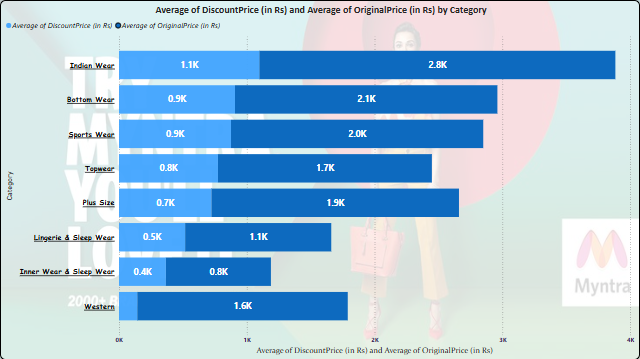 Average of DiscountPrice (in Rs) and Average of OriginalPrice (in Rs) by Category
Average of DiscountPrice (in Rs) Average of OriginalPrice (in Rs)
Category
Indian Wear 1.1K 2.8K
Bottom Wear 0.9K 2.1K
Sports Wear 0.9K 2.0K
Topwear 0.8K 1.7K
Plus Size 0.7K 1.9K
Lingerie & Sleep Wear 0.5K 1.1K
Inner Wear & Sleep Wear 0.4K 0.8K
Western 1.6K
Myntra
0K 1K 2K 3K 4K
Average of DiscountPrice (in Rs) and Average of OriginalPrice (in Rs)